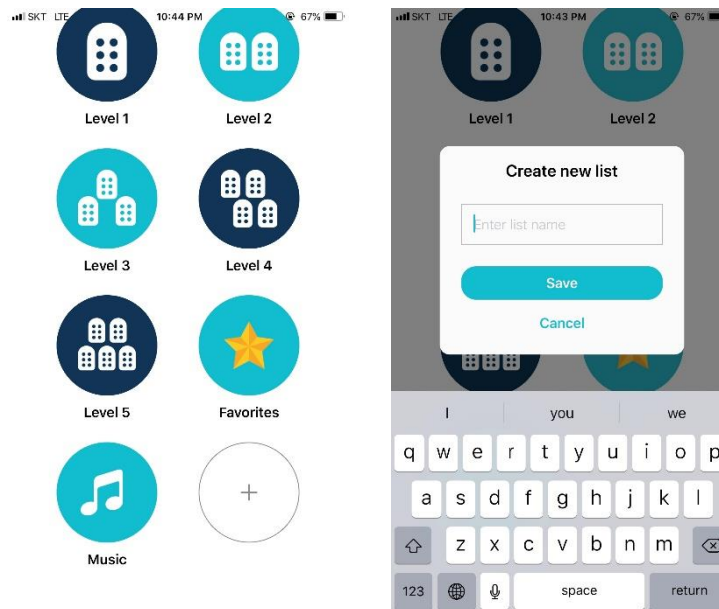 SKT LTE 10:44 PM 67%
Level 1 Level 2
Level 3 Level 4
Level 5 Favorites
Music
+
SKT LTE 10:43 PM 67%
Level 1 Level 2
Create new list
Enter list name
Save
Cancel
I you we
q w e r t y u i o p
a s d f g h j k l
z x c v b n m
123 space return